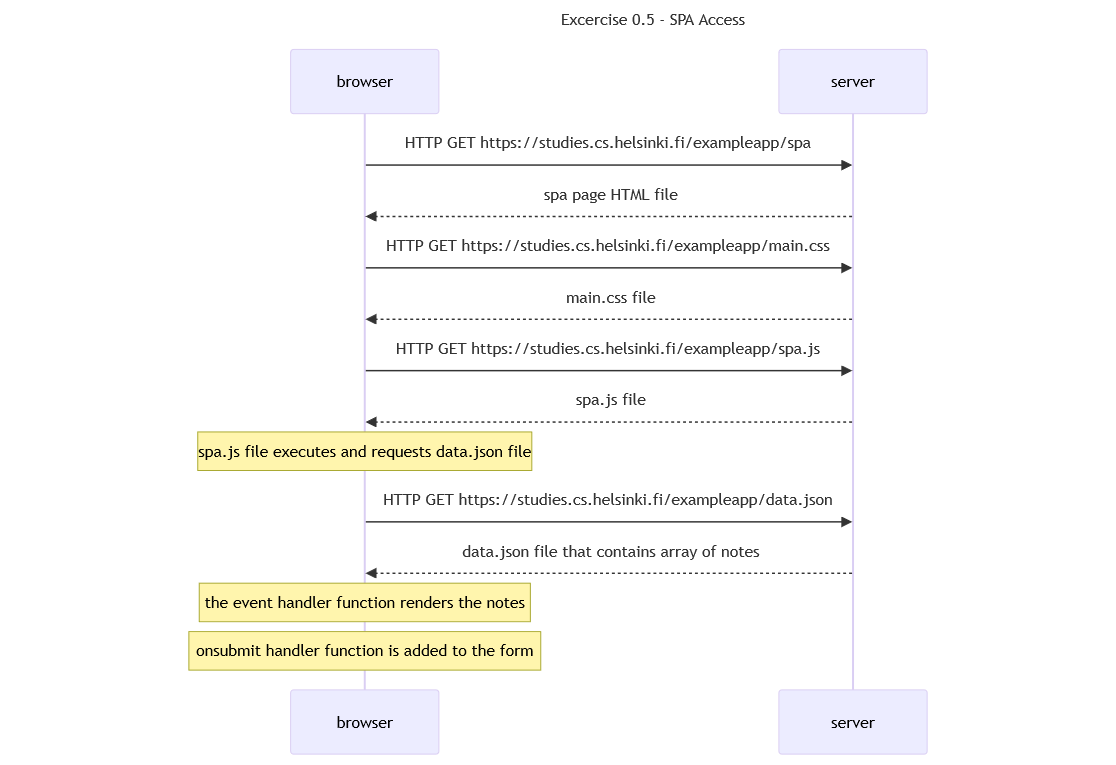 Excercise 0.5 - SPA Access
browser
server
HTTP GET https://studies.cs.helsinki.fi/exampleapp/spa
spa page HTML file
HTTP GET https://studies.cs.helsinki.fi/exampleapp/main.css
main.css file
HTTP GET https://studies.cs.helsinki.fi/exampleapp/spa.js
spa.js file
spa.js file executes and requests data.json file
HTTP GET https://studies.cs.helsinki.fi/exampleapp/data.json
data.json file that contains array of notes
the event handler function renders the notes
onsubmit handler function is added to the form
browser
server